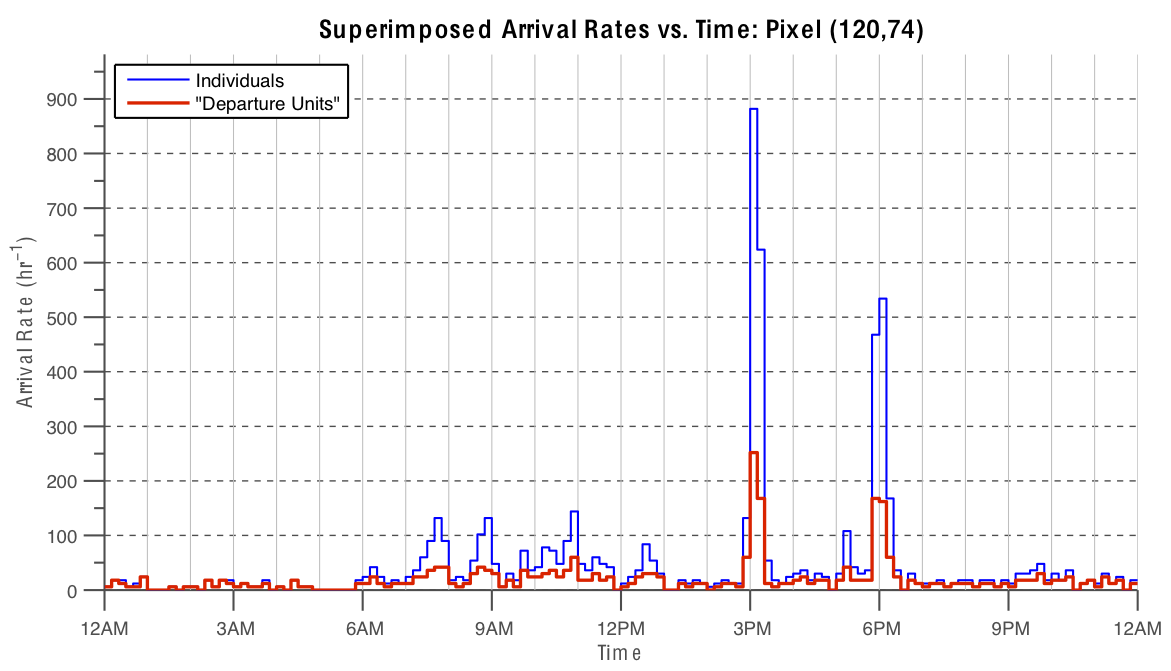 Superimposed Arrival Rates vs. Time: Pixel (120,74)
Individuals
"Departure Units"
Arrival Rate (hr⁻¹)
900
800
700
600
500
400
300
200
100
0
12AM 3AM 6AM 9AM 12PM 3PM 6PM 9PM 12AM
Time